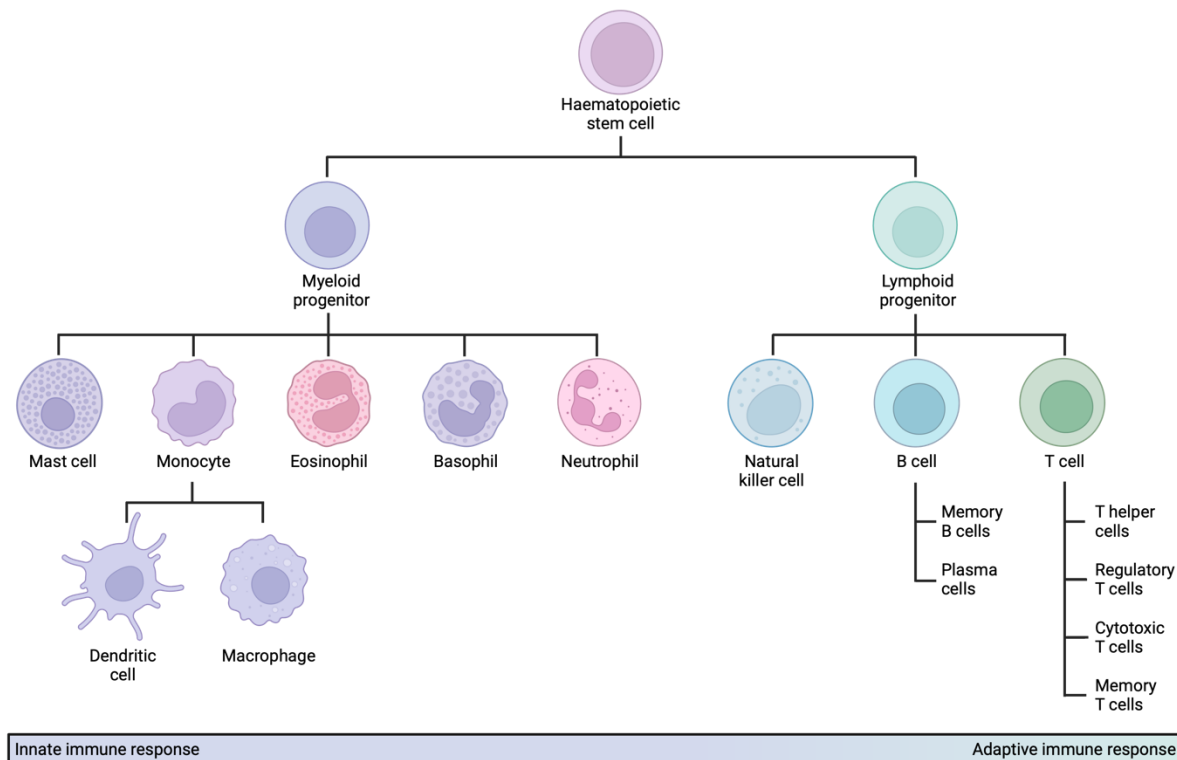 Haematopoietic
stem cell
Myeloid
progenitor
Lymphoid
progenitor
Mast cell
Monocyte
Eosinophil
Basophil
Neutrophil
Natural
killer cell
B cell
T cell
Memory
B cells
Plasma
cells
T helper
cells
Regulatory
T cells
Cytotoxic
T cells
Memory
T cells
Dendritic
cell
Macrophage
Innate immune response
Adaptive immune response